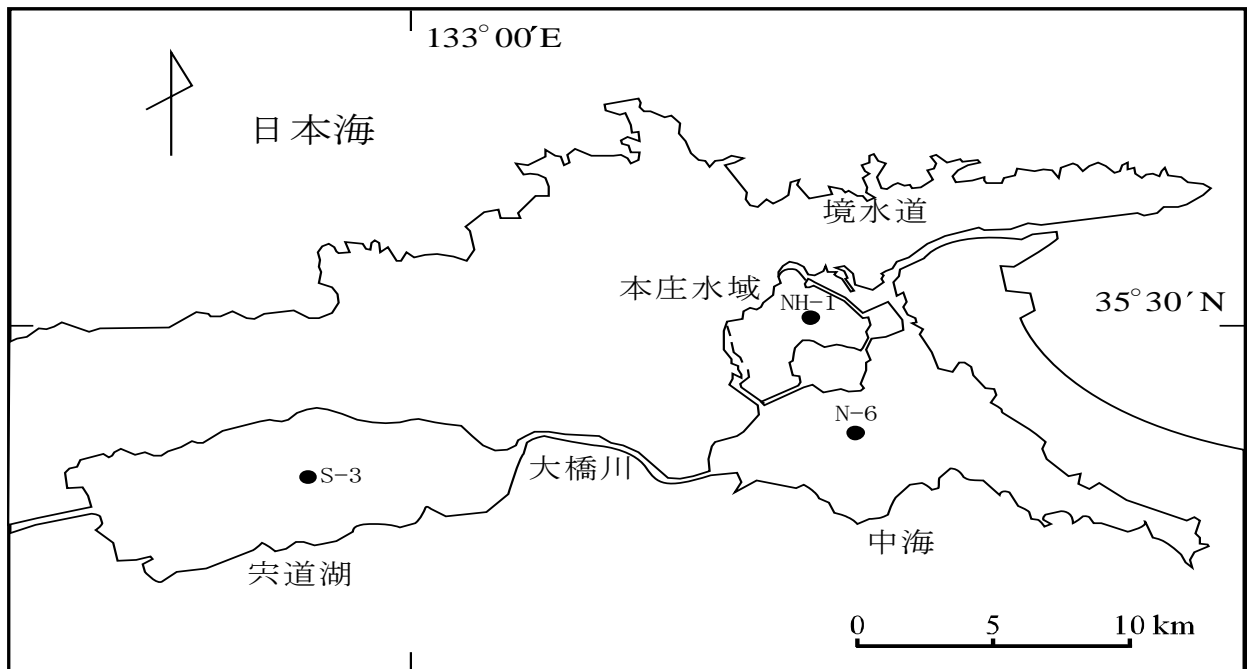 133°00′E
日本海
境水道
本庄水域
NH-1
35°30′N
N-6
S-3
大橋川
中海
宍道湖
0 5 10 km